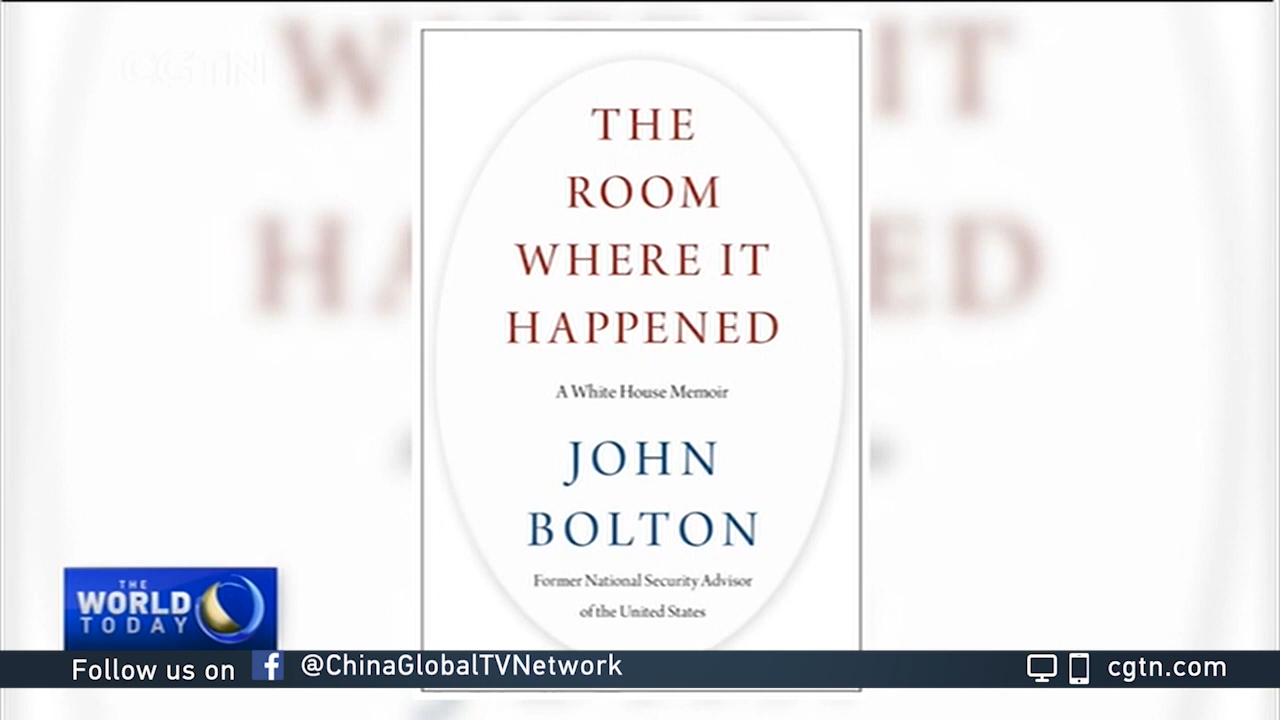 CGTN
THE
ROOM
WHERE IT
HAPPENED
A White House Memoir
JOHN
BOLTON
Former National Security Advisor
of the United States
THE
WORLD
TODAY
Follow us on
@ChinaGlobalTVNetwork
cgtn.com